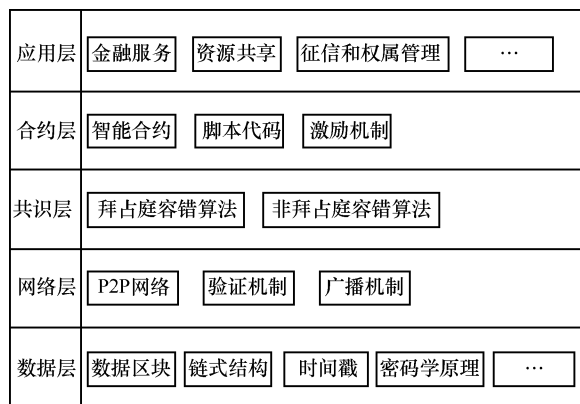 应用层 金融服务 资源共享 征信和权属管理 …
合约层 智能合约 脚本代码 激励机制
共识层 拜占庭容错算法 非拜占庭容错算法
网络层 P2P网络 验证机制 广播机制
数据层 数据区块 链式结构 时间戳 密码学原理 …